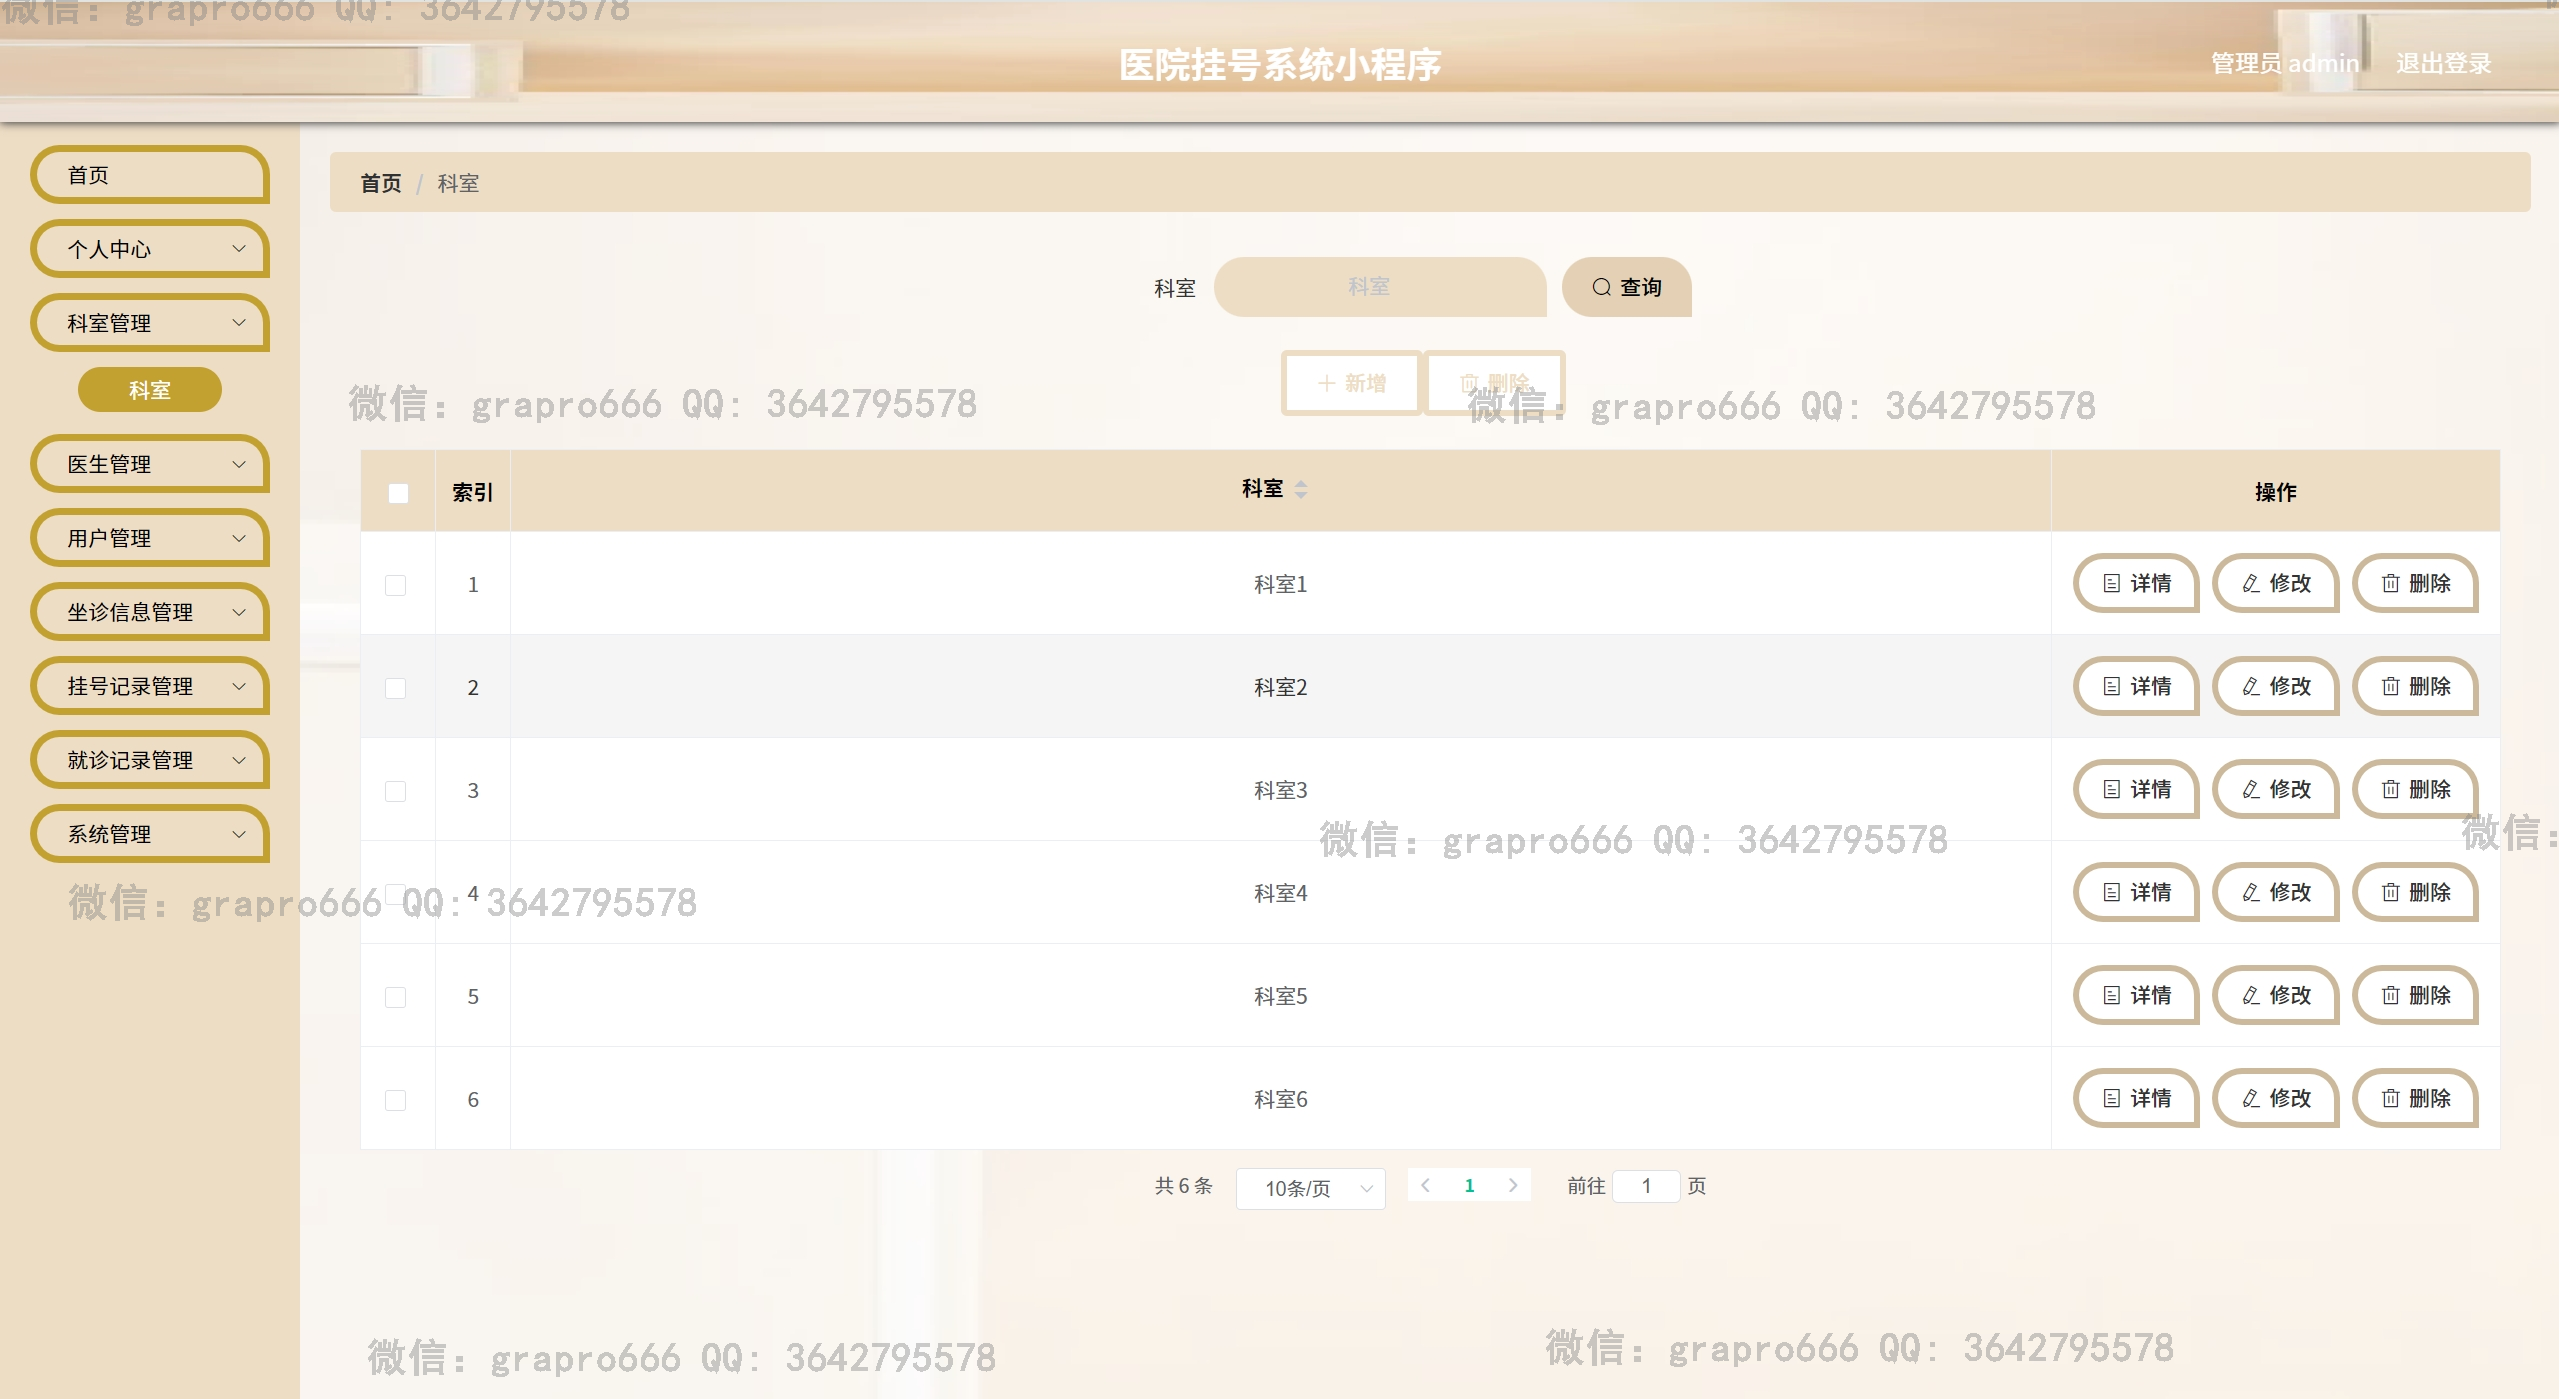 微信: grapro666 QQ: 3642795578
医院挂号系统小程序
管理员 admin 退出登录
首页
个人中心
科室管理
科室
医生管理
用户管理
坐诊信息管理
挂号记录管理
就诊记录管理
系统管理
首页 / 科室
科室 科室 查询
新增 删除
微信: grapro666 QQ: 3642795578
微信: grapro666 QQ: 3642795578
索引 科室 操作
1 科室1 详情 修改 删除
2 科室2 详情 修改 删除
3 科室3 详情 修改 删除
微信: grapro666 QQ: 3642795578
微信:
4 科室4 详情 修改 删除
微信: grapro666 QQ: 3642795578
5 科室5 详情 修改 删除
6 科室6 详情 修改 删除
共 6 条 10条/页 1 前往 1 页
微信: grapro666 QQ: 3642795578
微信: grapro666 QQ: 3642795578